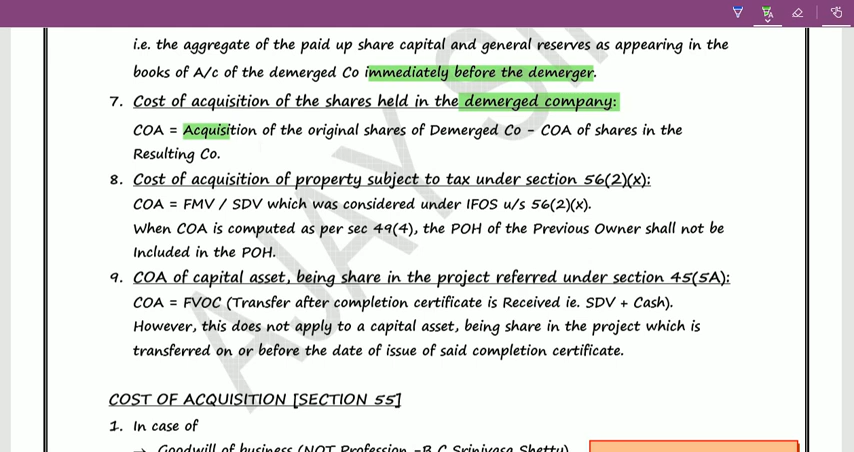 i.e. the aggregate of the paid up share capital and general reserves as appearing in the
books of A/c of the demerged Co immediately before the demerger.
7. Cost of acquisition of the shares held in the demerged company:
COA = Acquisition of the original shares of Demerged Co - COA of shares in the
Resulting Co.
8. Cost of acquisition of property subject to tax under section 56(2)(x):
COA = FMV / SDV which was considered under IFOS u/s 56(2)(x).
When COA is computed as per sec 49(4), the POH of the Previous Owner shall not be
Included in the POH.
9. COA of capital asset, being share in the project referred under section 45(5A):
COA = FVOC (Transfer after completion certificate is Received ie. SDV + Cash).
However, this does not apply to a capital asset, being share in the project which is
transferred on or before the date of issue of said completion certificate.
COST OF ACQUISITION [SECTION 55]
1. In case of
→ Goodwill of business (NOT Profession -B C Srinivasa Shetty)
AJAY